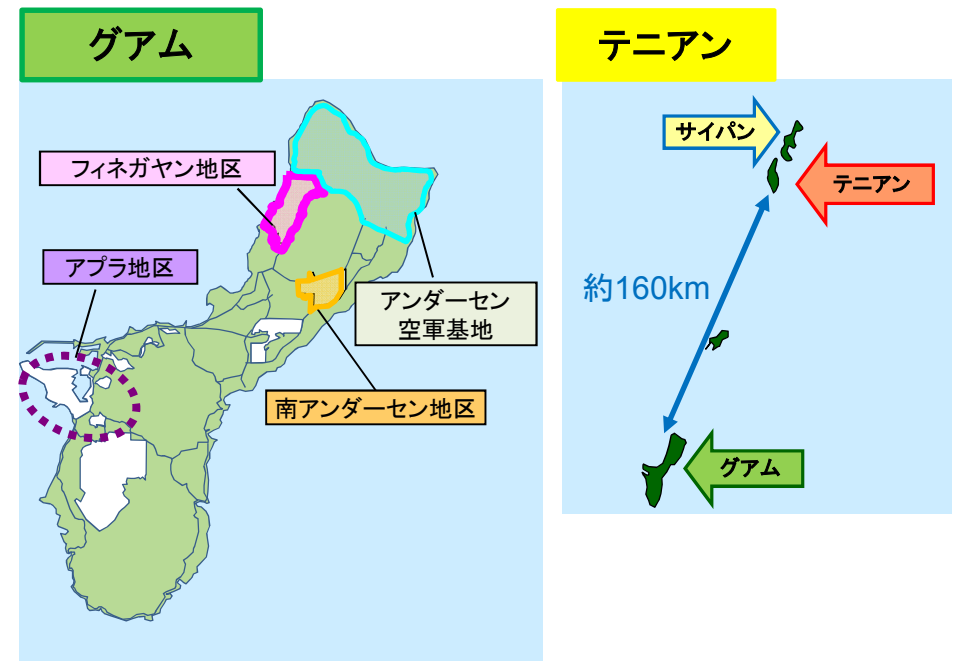 グアム
フィネガヤン地区
アプラ地区
アンダーセン
空軍基地
南アンダーセン地区
テニアン
サイパン
テニアン
約160km
グアム